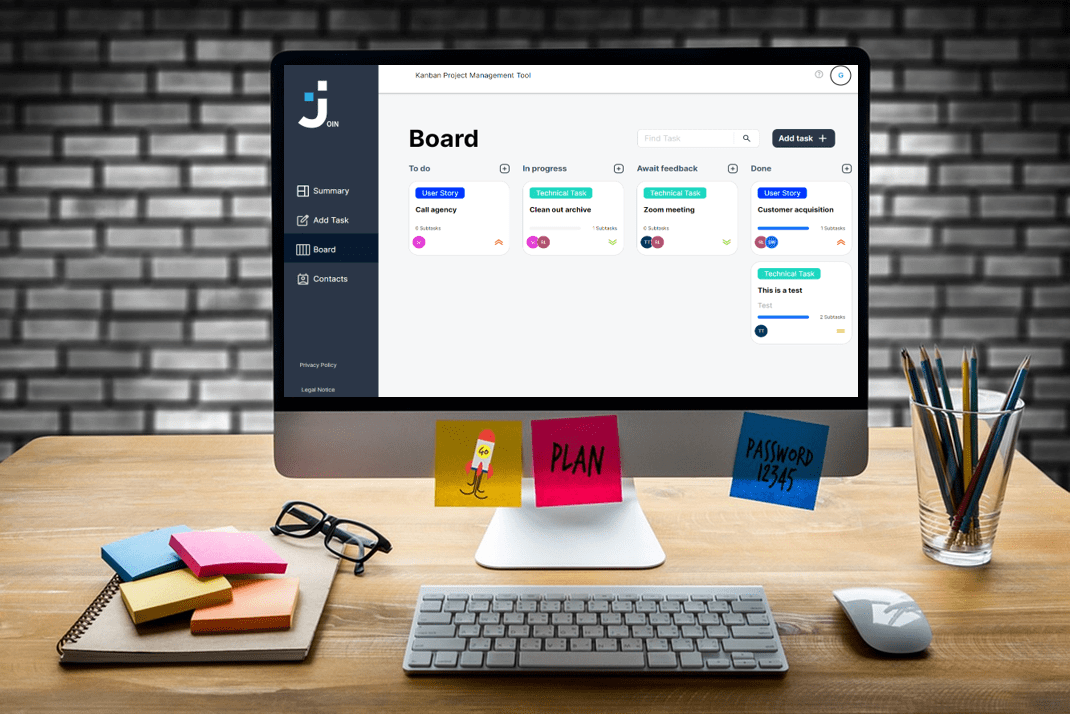 Kanban Project Management Tool
G
JOIN
Board
Find Task
Add task +
To do
In progress
Await feedback
Done
Summary
Add Task
Board
Contacts
User Story
Call agency
0 Subtasks
Technical Task
Clean out archive
1 Subtasks
Technical Task
Zoom meeting
0 Subtasks
TT
User Story
Customer acquisition
1 Subtasks
SW
Technical Task
This is a test
Test
2 Subtasks
TT
Privacy Policy
Legal Notice
GO
PLAN
PASSWORD
12345